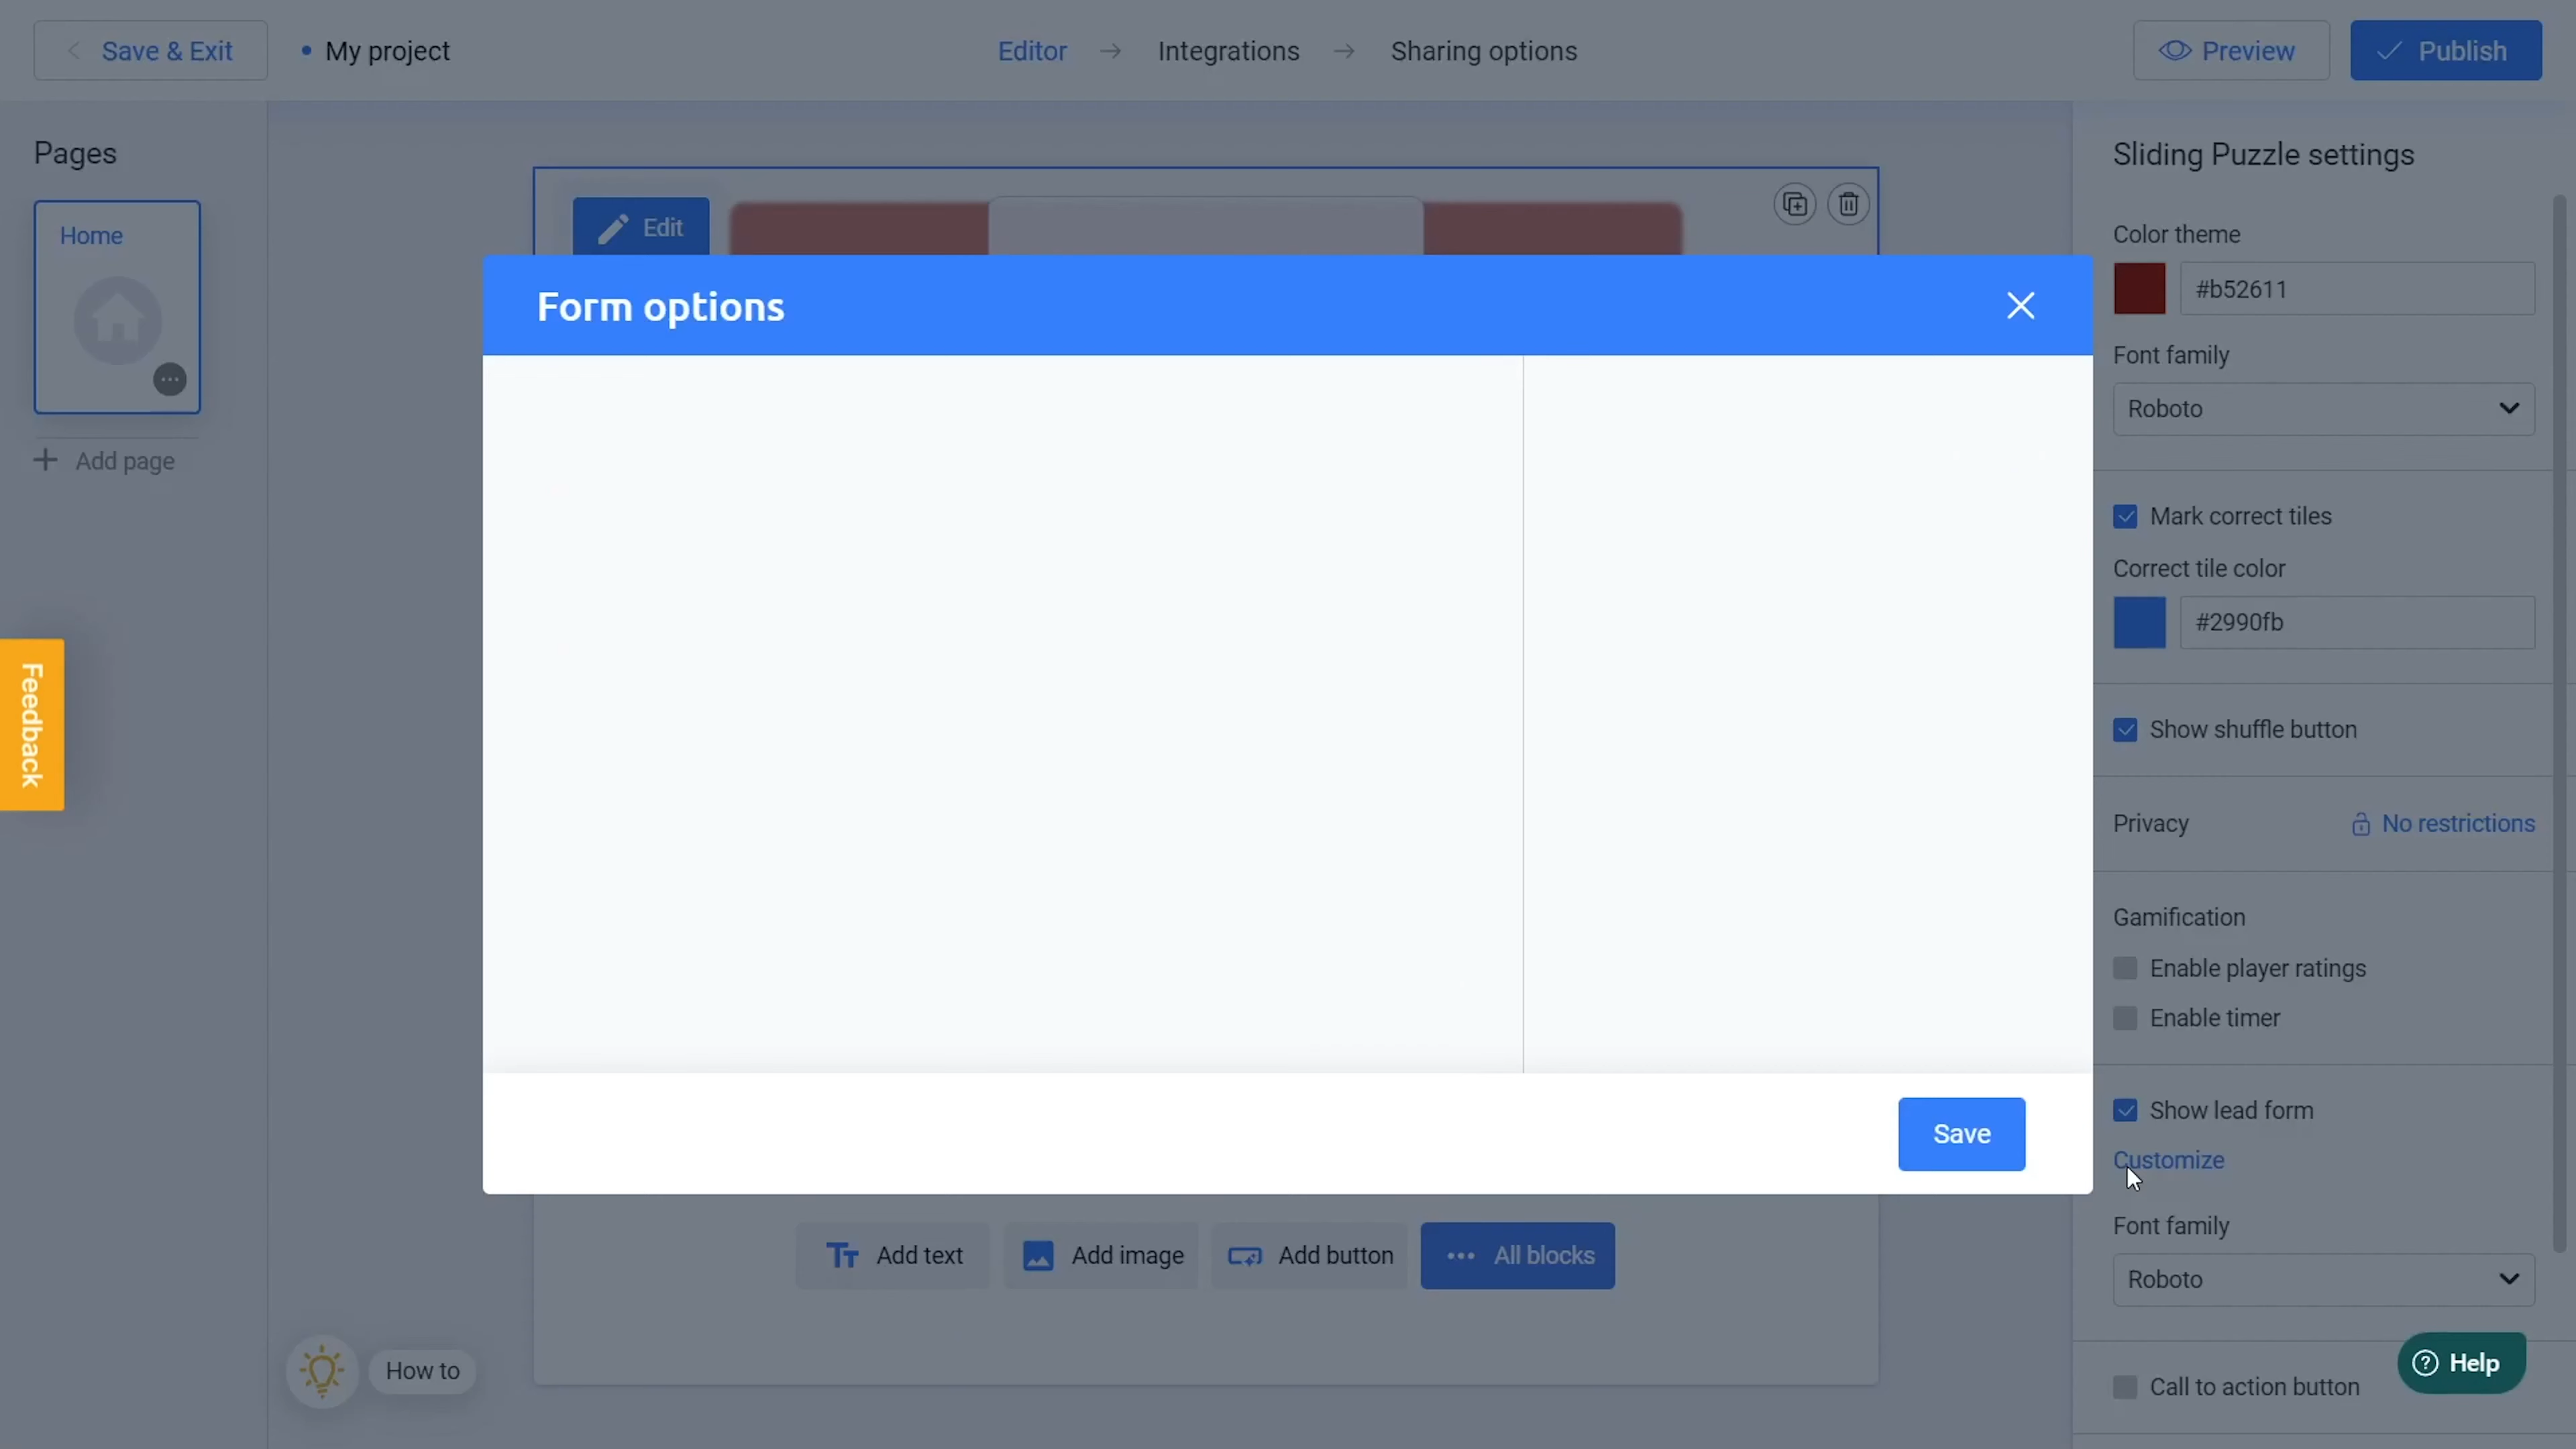 Save & Exit
My project
Editor
Integrations
Sharing options
Preview
Publish
Pages
Home
Add page
Feedback
Edit
Form options
Save
Add text
Add image
Add button
All blocks
How to
Sliding Puzzle settings
Color theme
#b52611
Font family
Roboto
Mark correct tiles
Correct tile color
#2990fb
Show shuffle button
Privacy
No restrictions
Gamification
Enable player ratings
Enable timer
Show lead form
Customize
Font family
Roboto
Help
Call to action button